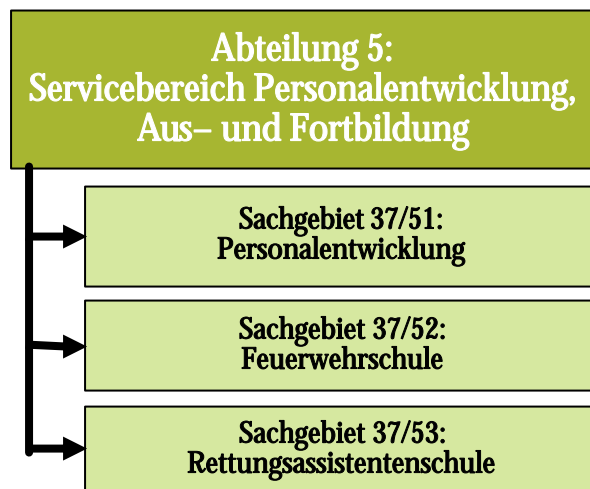 Abteilung 5:
Servicebereich Personalentwicklung,
Aus– und Fortbildung
Sachgebiet 37/51:
Personalentwicklung
Sachgebiet 37/52:
Feuerwehrschule
Sachgebiet 37/53:
Rettungsassistentenschule